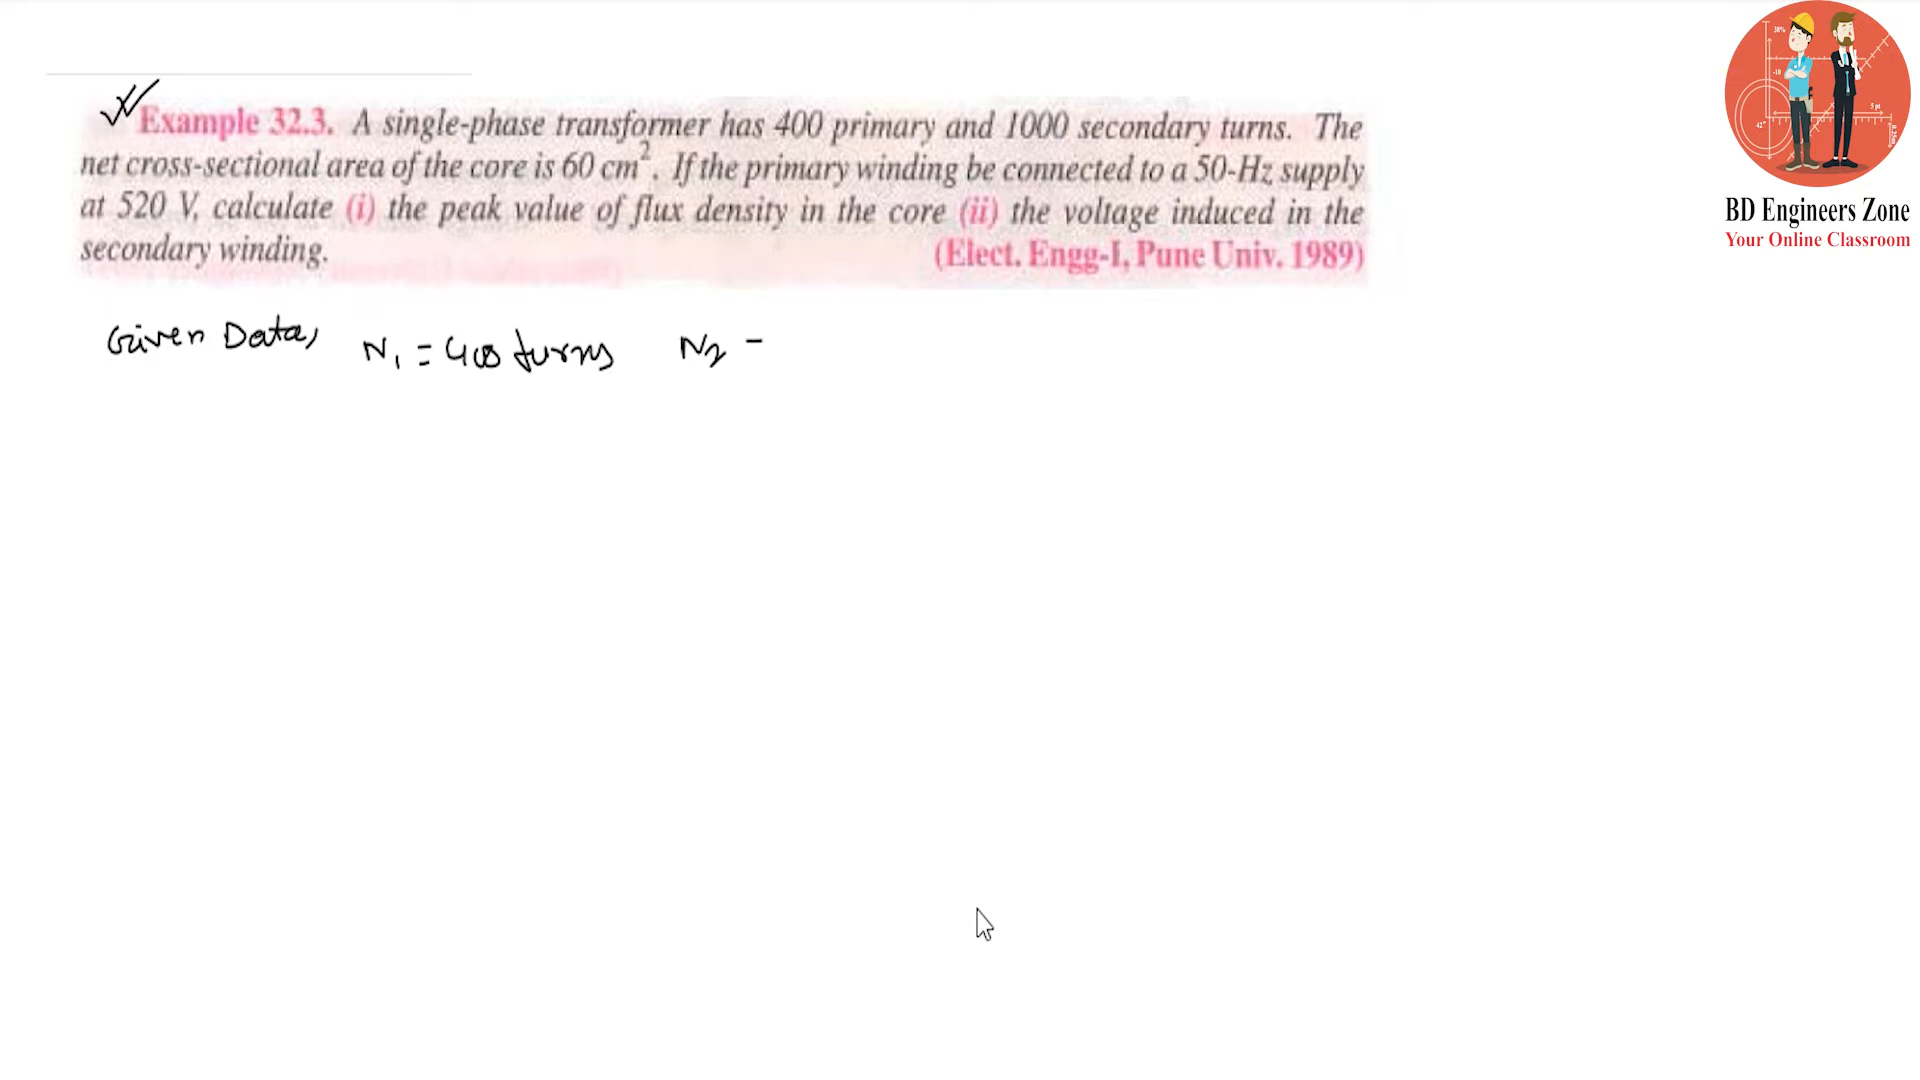 Example 32.3. A single-phase transformer has 400 primary and 1000 secondary turns. The
net cross-sectional area of the core is 60 cm². If the primary winding be connected to a 50-Hz supply
at 520 V, calculate (i) the peak value of flux density in the core (ii) the voltage induced in the
secondary winding. (Elect. Engg-I, Pune Univ. 1989)
Given Data, N₁ = 400 turns N₂ -
BD Engineers Zone
Your Online Classroom